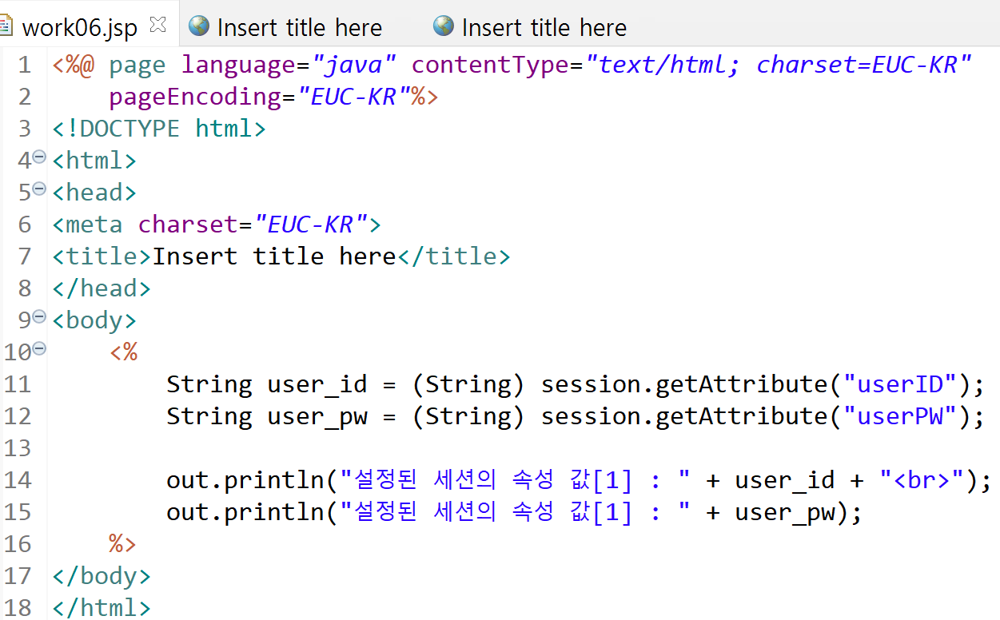 work06.jsp Insert title here Insert title here
1 <%@ page language="java" contentType="text/html; charset=EUC-KR"
2     pageEncoding="EUC-KR"%>
3 <!DOCTYPE html>
4 <html>
5 <head>
6 <meta charset="EUC-KR">
7 <title>Insert title here</title>
8 </head>
9 <body>
10     <%
11         String user_id = (String) session.getAttribute("userID");
12         String user_pw = (String) session.getAttribute("userPW");
13
14         out.println("설정된 세션의 속성 값[1] : " + user_id + "<br>");
15         out.println("설정된 세션의 속성 값[1] : " + user_pw);
16     %>
17 </body>
18 </html>